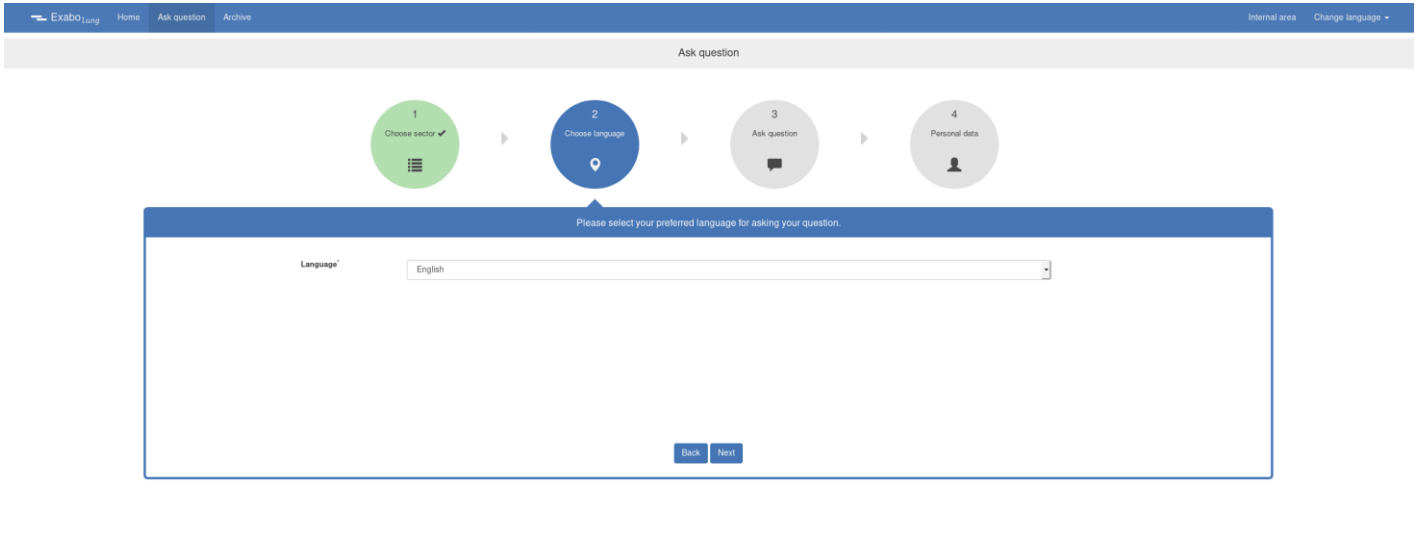 Exabo Lung Home Ask question Archive Internal area Change language
Ask question
1 2 3 4
Choose sector Choose language Ask question Personal data
Please select your preferred language for asking your question.
Language* English
Back Next